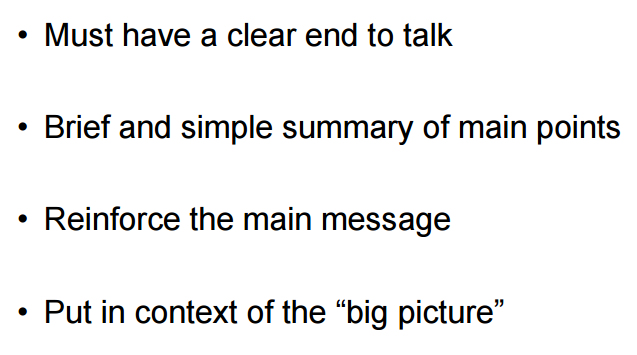 • Must have a clear end to talk
• Brief and simple summary of main points
• Reinforce the main message
• Put in context of the “big picture”